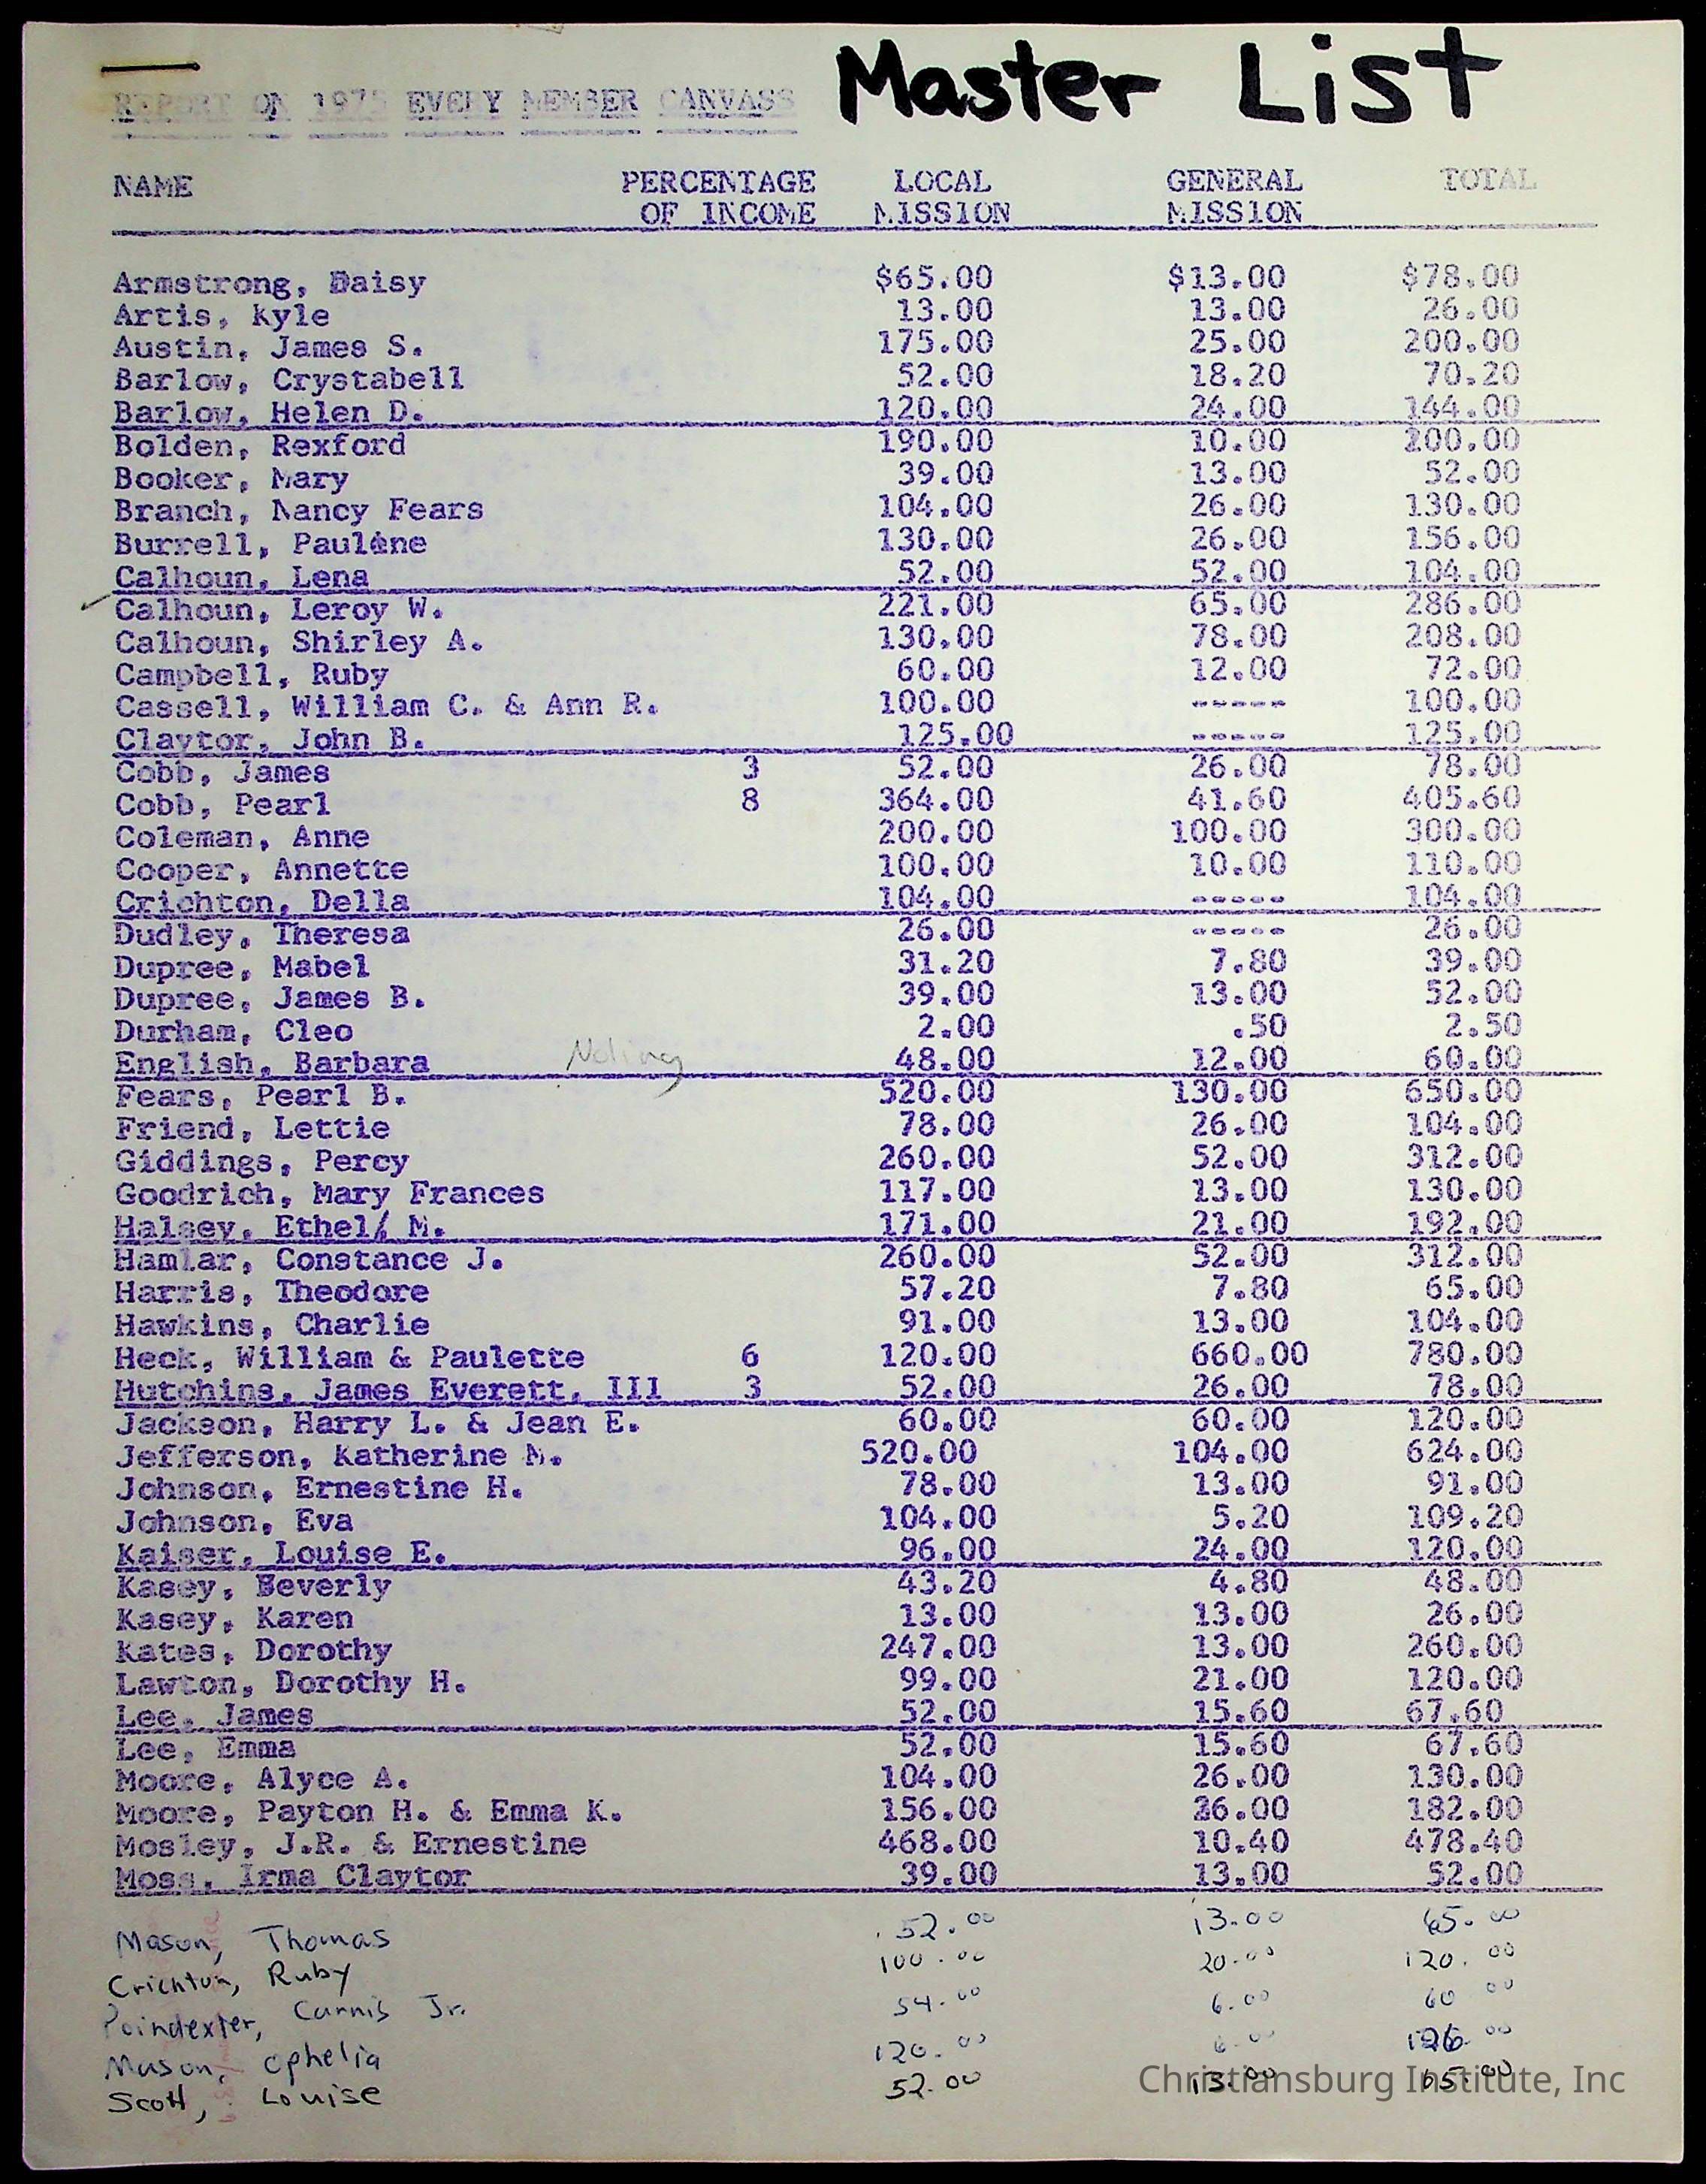 Master List
REPORT ON 1975 EVERY MEMBER CANVASS
NAME PERCENTAGE LOCAL GENERAL TOTAL
OF INCOME MISSION MISSION
Armstrong, Daisy $65.00 $13.00 $78.00
Artis, kyle 13.00 13.00 26.00
Austin, James S. 175.00 25.00 200.00
Barlow, Crystabell 52.00 18.20 70.20
Barlow, Helen D. 120.00 24.00 144.00
Bolden, Rexford 190.00 10.00 200.00
Booker, Mary 39.00 13.00 52.00
Branch, Nancy Fears 104.00 26.00 130.00
Burrell, Pauline 130.00 26.00 156.00
Calhoun, Lena 52.00 52.00 104.00
Calhoun, Leroy W. 221.00 65.00 286.00
Calhoun, Shirley A. 130.00 78.00 208.00
Campbell, Ruby 60.00 12.00 72.00
Cassell, William C. & Ann R. 100.00 ----- 100.00
Claytor, John B. 125.00 ----- 125.00
Cobb, James 3 52.00 26.00 78.00
Cobb, Pearl 8 364.00 41.60 405.60
Coleman, Anne 200.00 100.00 300.00
Cooper, Annette 100.00 10.00 110.00
Crichton, Della 104.00 ----- 104.00
Dudley, Theresa 26.00 ----- 26.00
Dupree, Mabel 31.20 7.80 39.00
Dupree, James B. 39.00 13.00 52.00
Durham, Cleo 2.00 .50 2.50
English, Barbara 48.00 12.00 60.00
Fears, Pearl B. 520.00 130.00 650.00
Friend, Lettie 78.00 26.00 104.00
Giddings, Percy 260.00 52.00 312.00
Goodrich, Mary Frances 117.00 13.00 130.00
Halsey, Ethel/ M. 171.00 21.00 192.00
Hamlar, Constance J. 260.00 52.00 312.00
Harris, Theodore 57.20 7.80 65.00
Hawkins, Charlie 91.00 13.00 104.00
Heck, William & Paulette 6 120.00 660.00 780.00
Hutchins, James Everett, III 3 52.00 26.00 78.00
Jackson, Harry L. & Jean E. 60.00 60.00 120.00
Jefferson, Katherine M. 520.00 104.00 624.00
Johnson, Ernestine H. 78.00 13.00 91.00
Johnson, Eva 104.00 5.20 109.20
Kaiser, Louise E. 96.00 24.00 120.00
Kasey, Beverly 43.20 4.80 48.00
Kasey, Karen 13.00 13.00 26.00
Kates, Dorothy 247.00 13.00 260.00
Lawton, Dorothy H. 99.00 21.00 120.00
Lee, James 52.00 15.60 67.60
Lee, Emma 52.00 15.60 67.60
Moore, Alyce A. 104.00 26.00 130.00
Moore, Payton H. & Emma K. 156.00 26.00 182.00
Mosley, J.R. & Ernestine 468.00 10.40 478.40
Moss, Irma Claytor 39.00 13.00 52.00
Mason, Thomas 52.00 13.00 65.00
Crichton, Ruby 100.00 20.00 120.00
Poindexter, Curnis Jr. 54.00 6.00 60 00
Mason, Ophelia 120.00 6.00 126.00
Scott, Louise 52.00 13.00 65.00
Christiansburg Institute, Inc